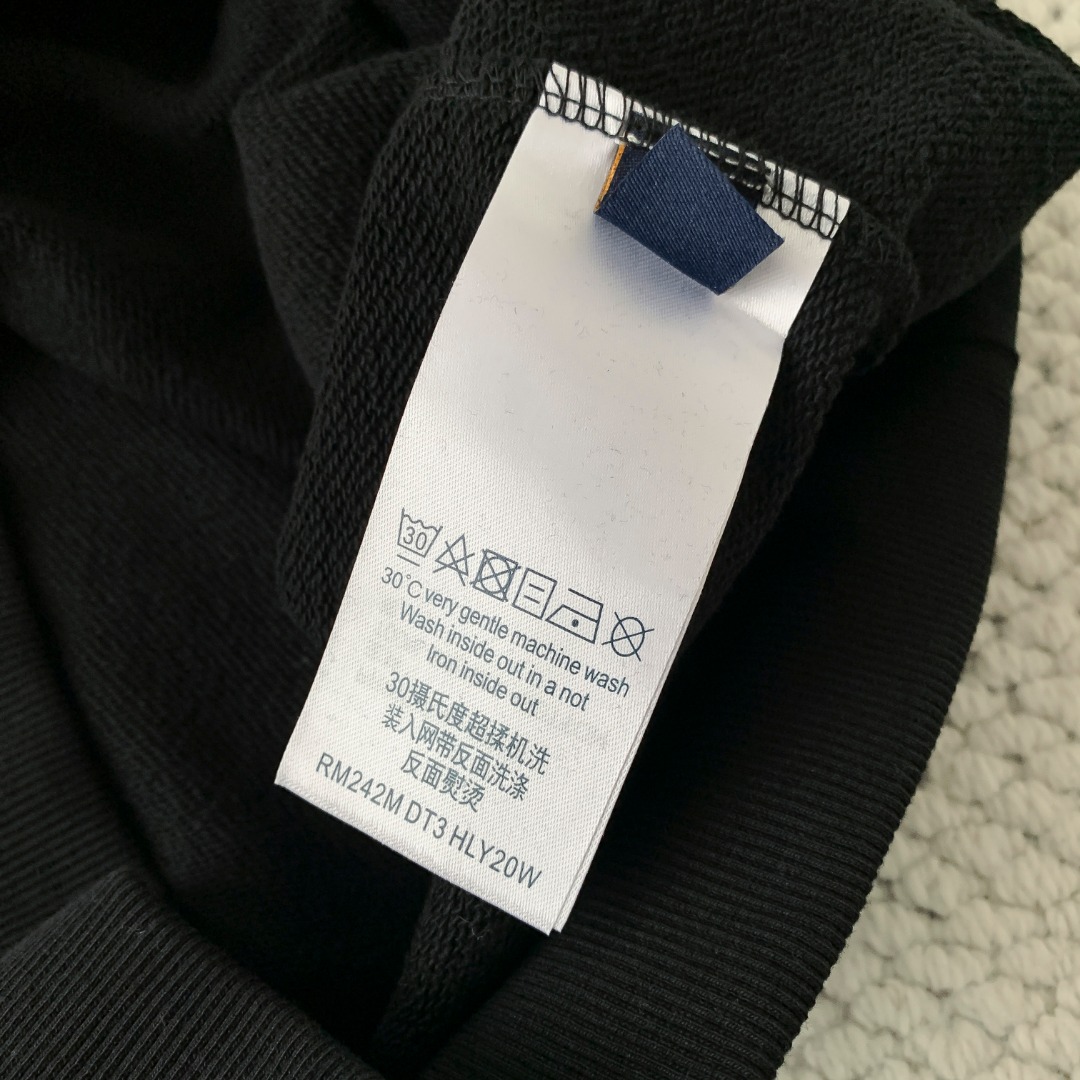 30
30℃ very gentle machine wash
Wash inside out in a not
Iron inside out
30摄氏度超揉机洗
装入网带反面洗涤
反面熨烫
RM242M DT3 HLY20W